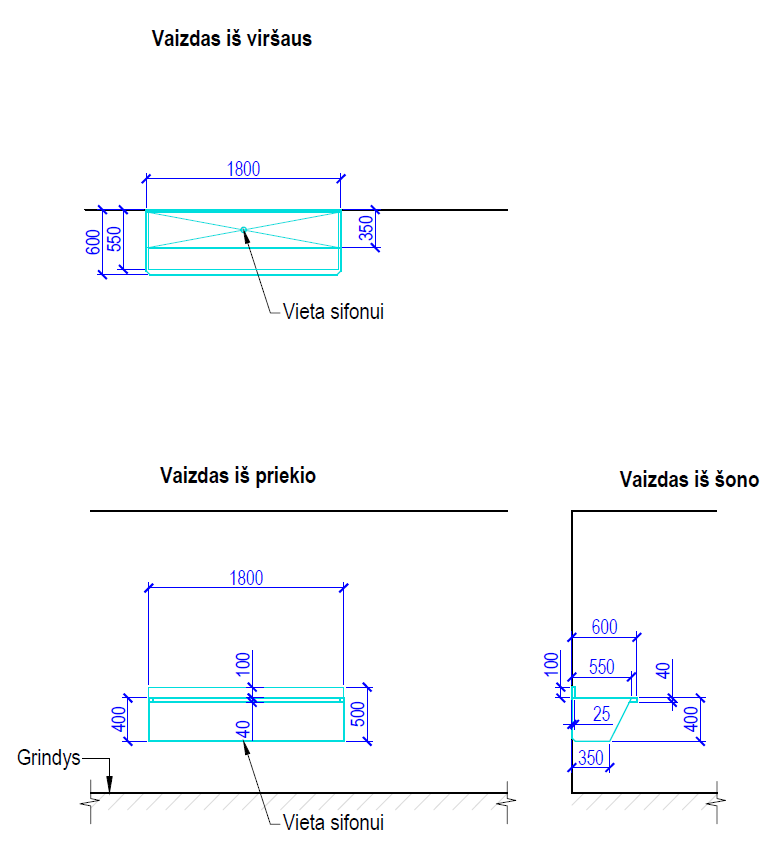 Vaizdas iš viršaus
1800
600
550
350
Vieta sifonui
Vaizdas iš priekio
Vaizdas iš šono
1800
600
100
100
550
40
400
40
500
25
400
350
Grindys
Vieta sifonui